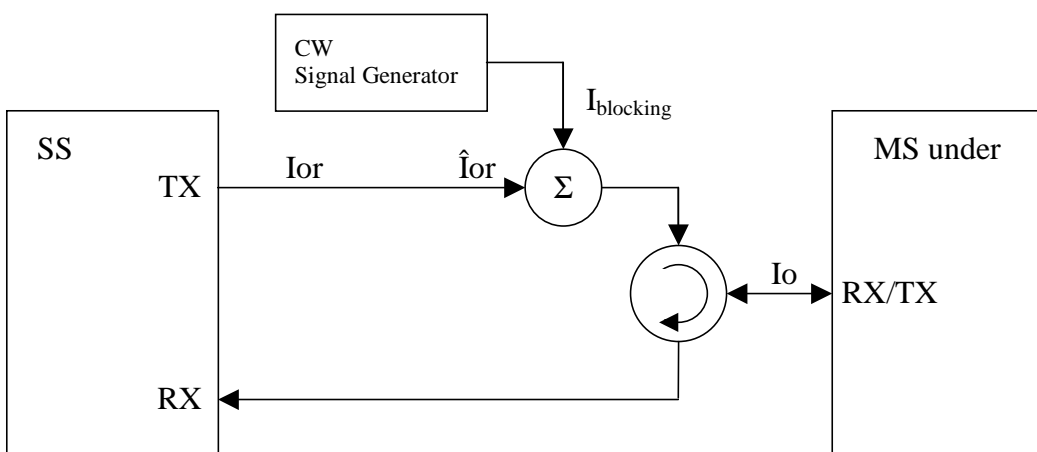 CW
Signal Generator
I_blocking
SS
MS under
TX
Ior
Îor
Σ
Io
RX/TX
RX